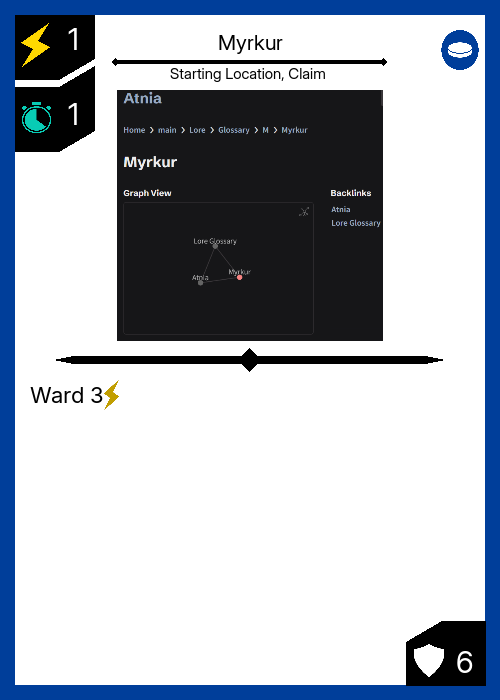 1
Myrkur
Starting Location, Claim
1
Atnia
Home > main > Lore > Glossary > M > Myrkur
Myrkur
Graph View
Backlinks
Atnia
Lore Glossary
Lore Glossary
Atnia
Myrkur
Ward 3
6